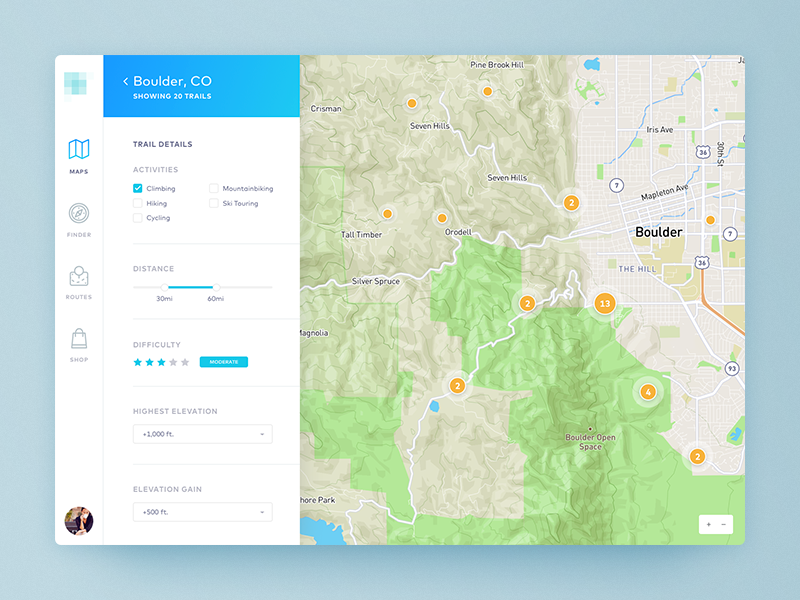 MAPS
FINDER
ROUTES
SHOP
Boulder, CO
SHOWING 20 TRAILS
TRAIL DETAILS
ACTIVITIES
Climbing
Mountainbiking
Hiking
Ski Touring
Cycling
DISTANCE
30mi
60mi
DIFFICULTY
MODERATE
HIGHEST ELEVATION
+1,000 ft.
ELEVATION GAIN
+500 ft.
Pine Brook Hill
Crisman
Seven Hills
Iris Ave
30th St
36
Seven Hills
7
Mapleton Ave
2
Tall Timber
Orodell
Boulder
7
36
THE HILL
Silver Spruce
2
13
Magnolia
93
2
4
Boulder Open
Space
2
hore Park
+ −